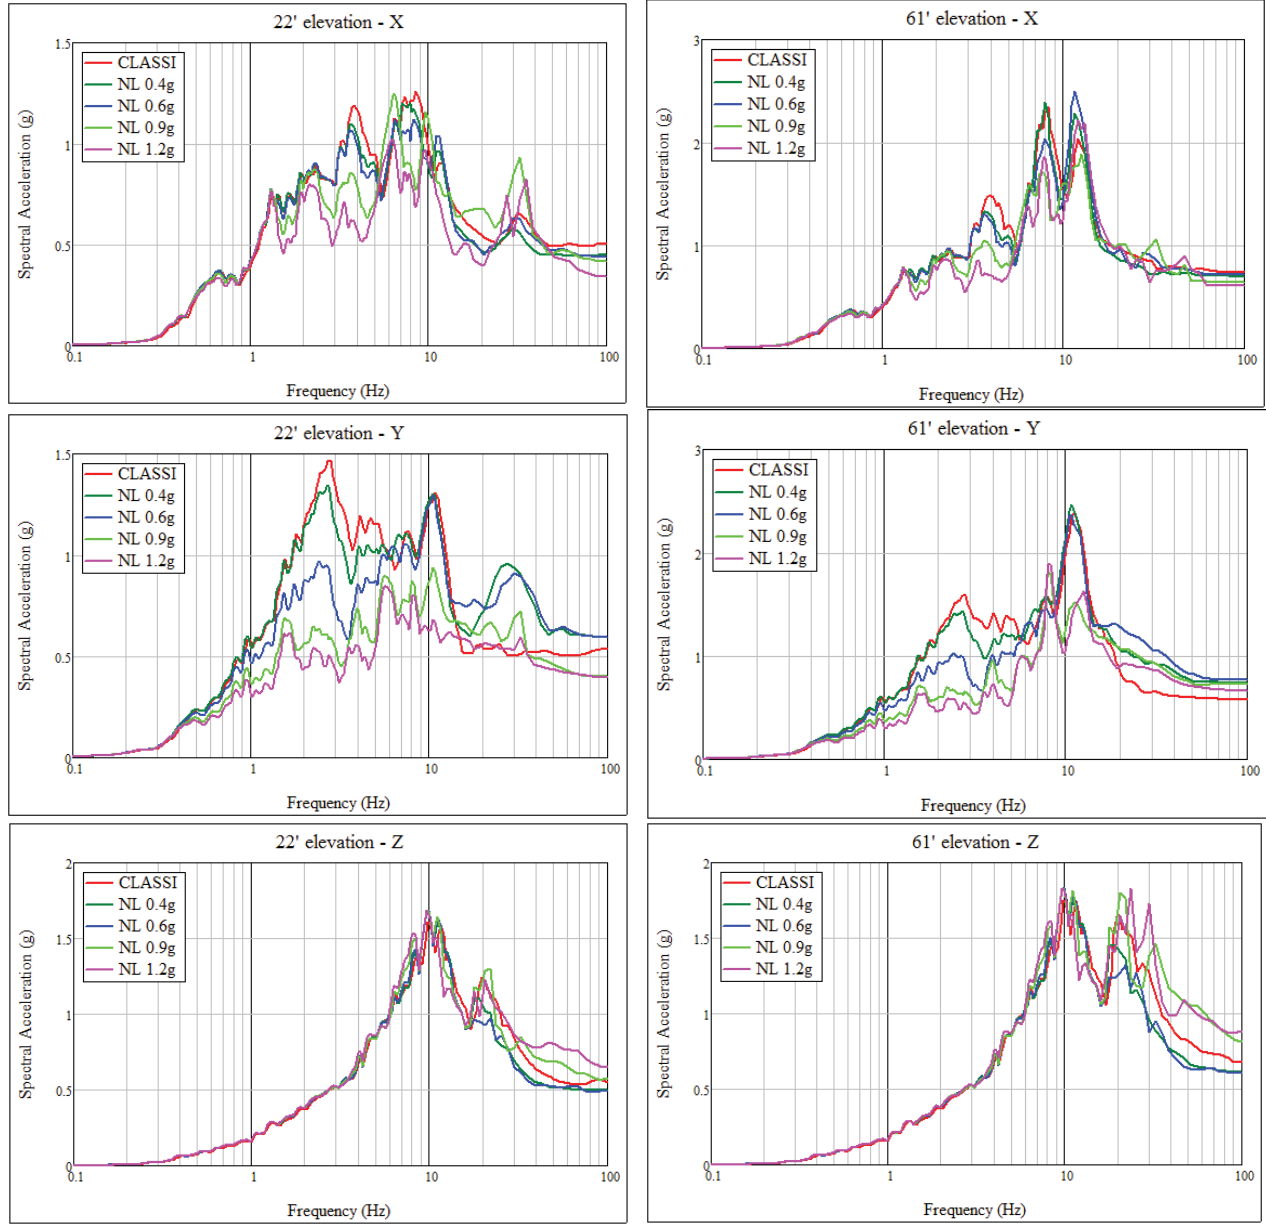 22' elevation - X
1.5
1
0.5
0
CLASSI
NL 0.4g
NL 0.6g
NL 0.9g
NL 1.2g
Spectral Acceleration (g)
0.1 1 10 100
Frequency (Hz)
61' elevation - X
3
2
1
0
CLASSI
NL 0.4g
NL 0.6g
NL 0.9g
NL 1.2g
Spectral Acceleration (g)
0.1 1 10 100
Frequency (Hz)
22' elevation - Y
1.5
1
0.5
0
CLASSI
NL 0.4g
NL 0.6g
NL 0.9g
NL 1.2g
Spectral Acceleration (g)
0.1 1 10 100
Frequency (Hz)
61' elevation - Y
3
2
1
0
CLASSI
NL 0.4g
NL 0.6g
NL 0.9g
NL 1.2g
Spectral Acceleration (g)
0.1 1 10 100
Frequency (Hz)
22' elevation - Z
2
1.5
1
0.5
0
CLASSI
NL 0.4g
NL 0.6g
NL 0.9g
NL 1.2g
Spectral Acceleration (g)
0.1 1 10 100
Frequency (Hz)
61' elevation - Z
2
1.5
1
0.5
0
CLASSI
NL 0.4g
NL 0.6g
NL 0.9g
NL 1.2g
Spectral Acceleration (g)
0.1 1 10 100
Frequency (Hz)